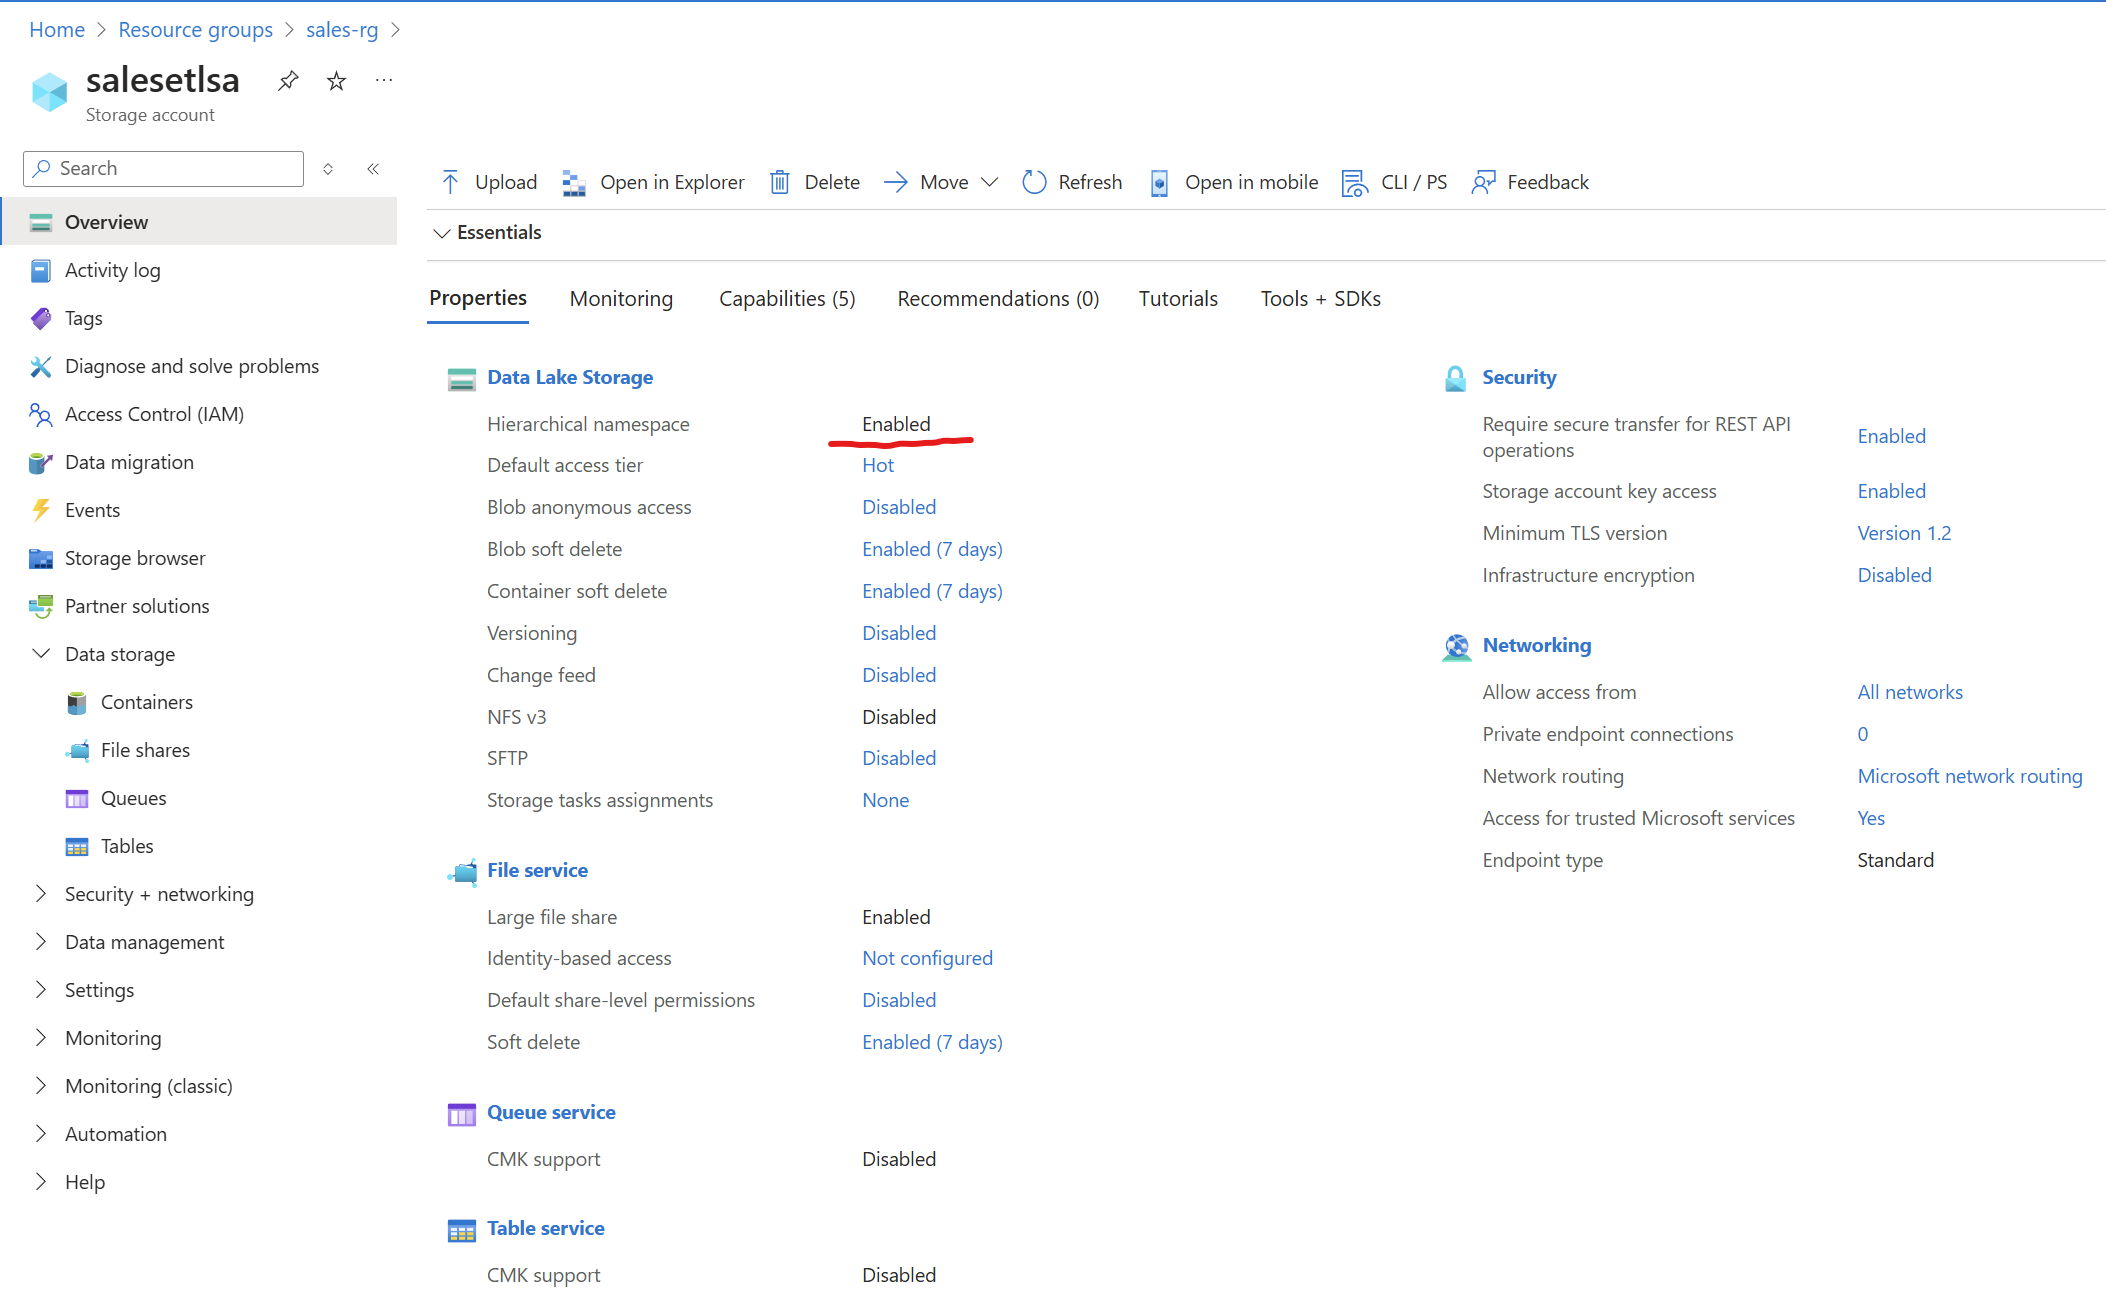 Home > Resource groups > sales-rg >
salesetlsa
Storage account
Search
Overview
Activity log
Tags
Diagnose and solve problems
Access Control (IAM)
Data migration
Events
Storage browser
Partner solutions
Data storage
Containers
File shares
Queues
Tables
Security + networking
Data management
Settings
Monitoring
Monitoring (classic)
Automation
Help
Upload Open in Explorer Delete Move Refresh Open in mobile CLI / PS Feedback
Essentials
Properties Monitoring Capabilities (5) Recommendations (0) Tutorials Tools + SDKs
Data Lake Storage
Hierarchical namespace Enabled
Default access tier Hot
Blob anonymous access Disabled
Blob soft delete Enabled (7 days)
Container soft delete Enabled (7 days)
Versioning Disabled
Change feed Disabled
NFS v3 Disabled
SFTP Disabled
Storage tasks assignments None
File service
Large file share Enabled
Identity-based access Not configured
Default share-level permissions Disabled
Soft delete Enabled (7 days)
Queue service
CMK support Disabled
Table service
CMK support Disabled
Security
Require secure transfer for REST API
operations Enabled
Storage account key access Enabled
Minimum TLS version Version 1.2
Infrastructure encryption Disabled
Networking
Allow access from All networks
Private endpoint connections 0
Network routing Microsoft network routing
Access for trusted Microsoft services Yes
Endpoint type Standard